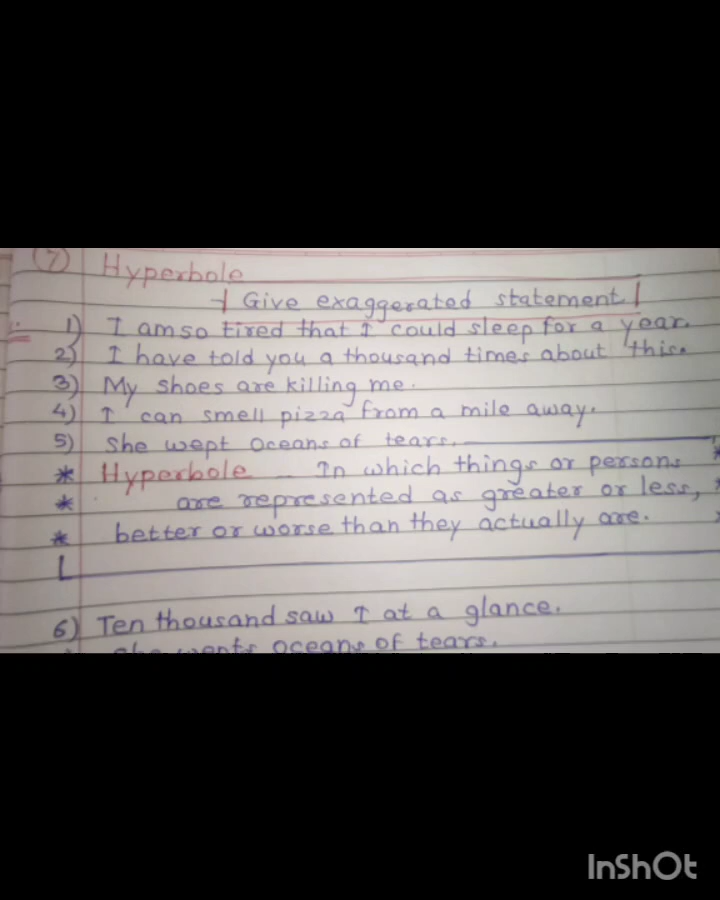 (7) Hyperbole
Give exaggerated statement
1) I am so tired that I could sleep for a year.
2) I have told you a thousand times about this.
3) My shoes are killing me.
4) I can smell pizza from a mile away.
5) She wept oceans of tears.
* Hyperbole - In which things or persons
* are represented as greater or less,
* better or worse than they actually are.
6) Ten thousand saw I at a glance.
oceans of tears.
InShOt